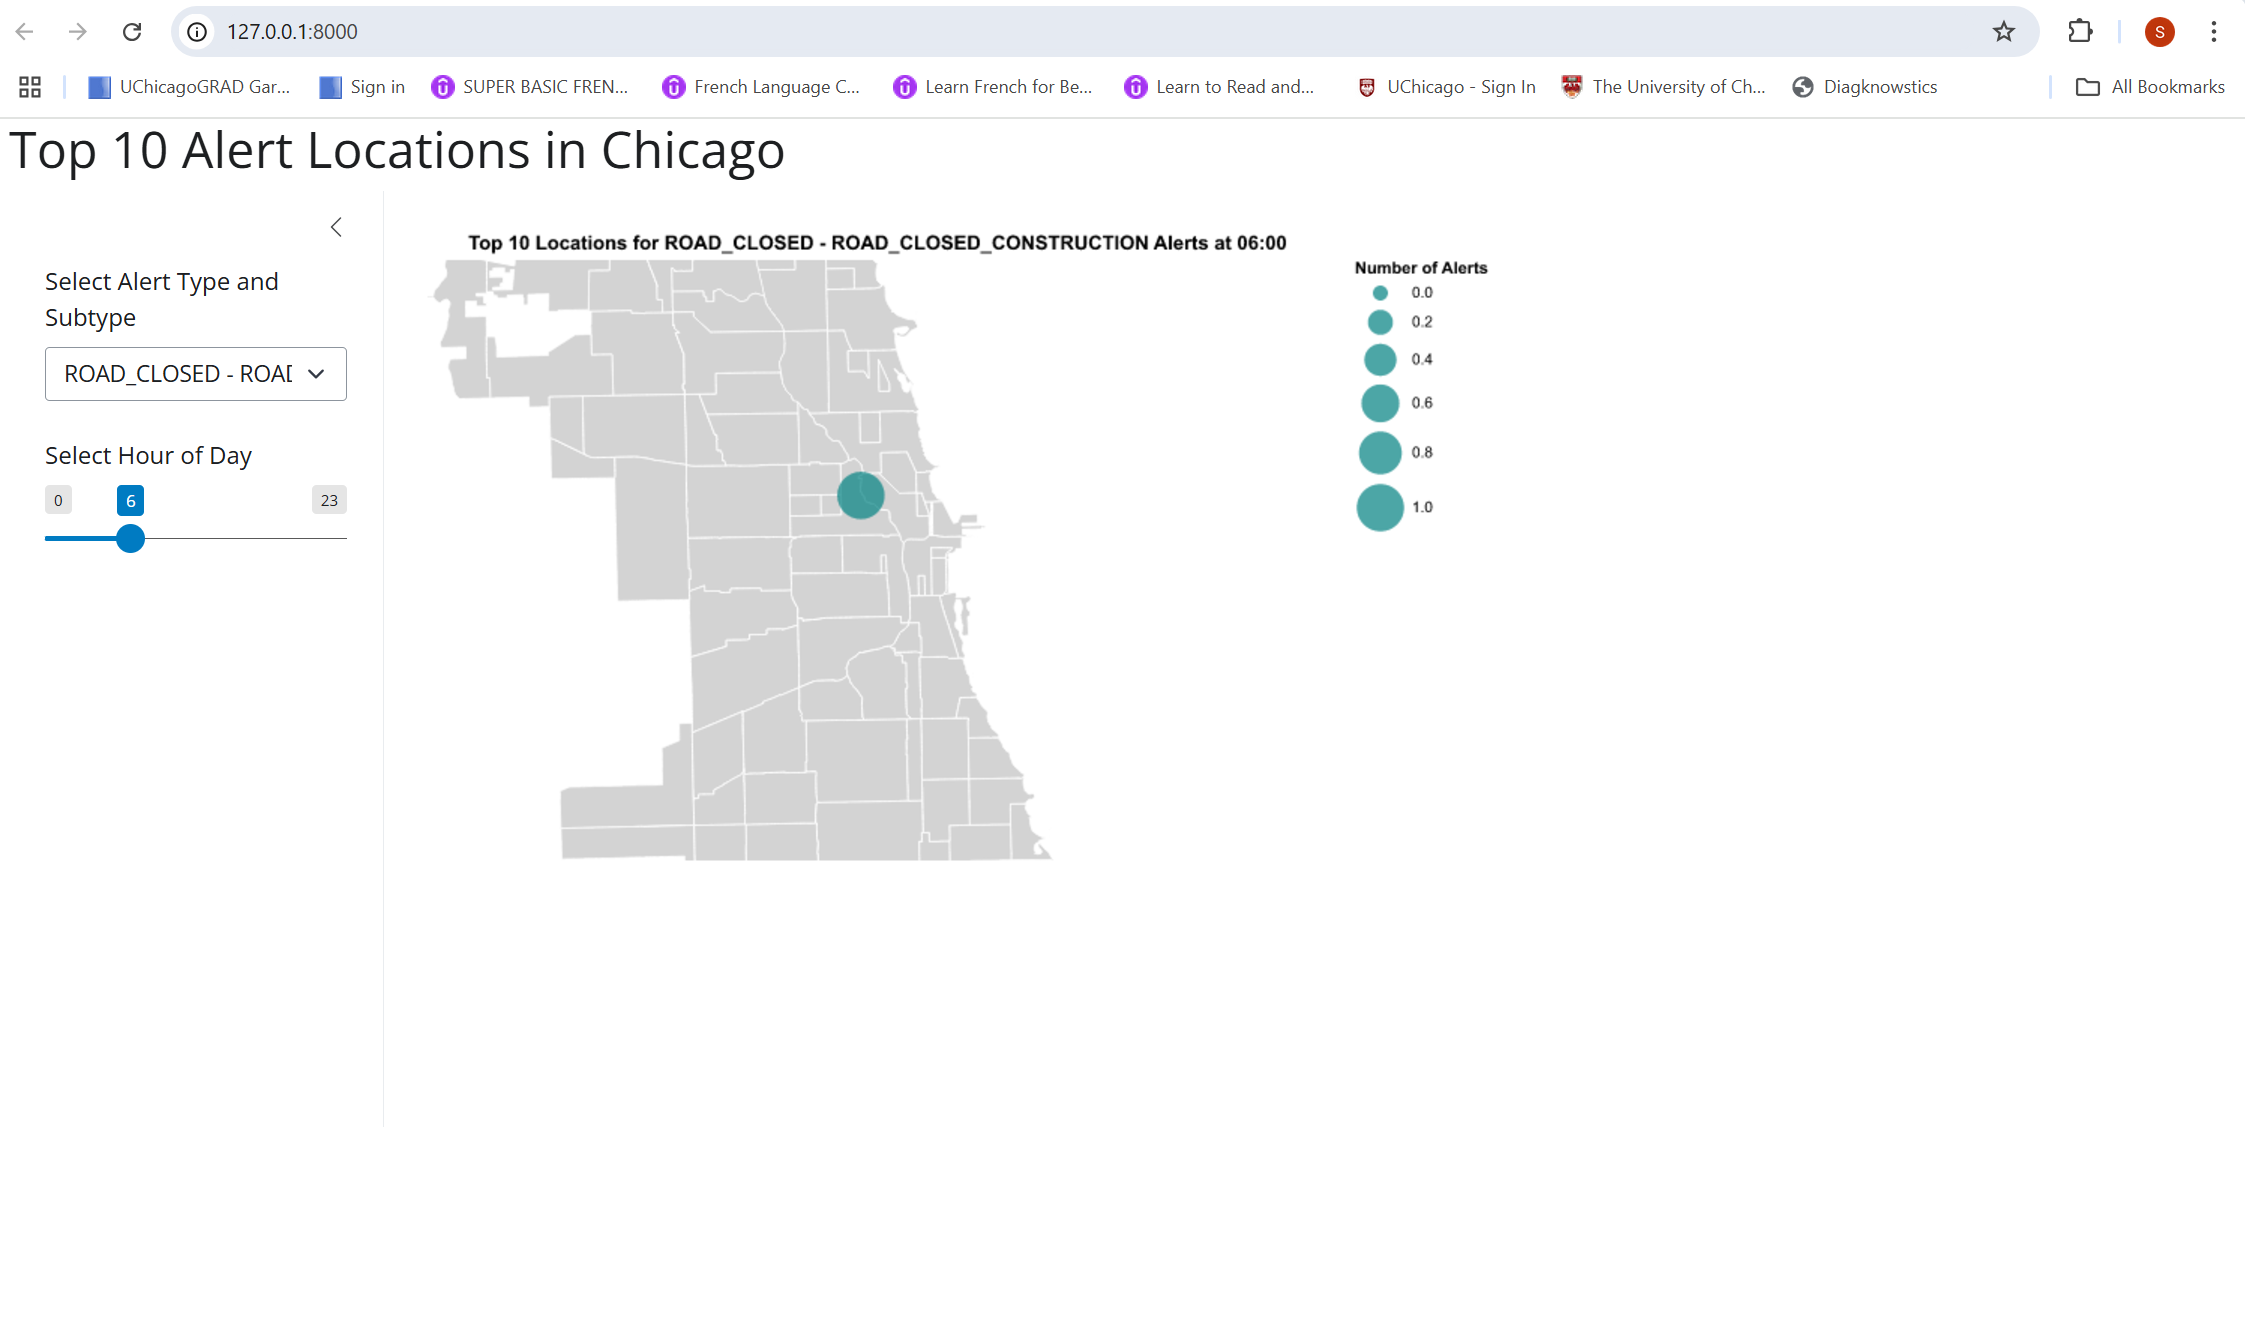 127.0.0.1:8000
S
UChicagoGRAD Gar...
Sign in
SUPER BASIC FREN...
French Language C...
Learn French for Be...
Learn to Read and...
UChicago - Sign In
The University of Ch...
Diagknowstics
All Bookmarks
Top 10 Alert Locations in Chicago
Select Alert Type and
Subtype
ROAD_CLOSED - ROAD
Select Hour of Day
0
6
23
Top 10 Locations for ROAD_CLOSED - ROAD_CLOSED_CONSTRUCTION Alerts at 06:00
Number of Alerts
0.0
0.2
0.4
0.6
0.8
1.0